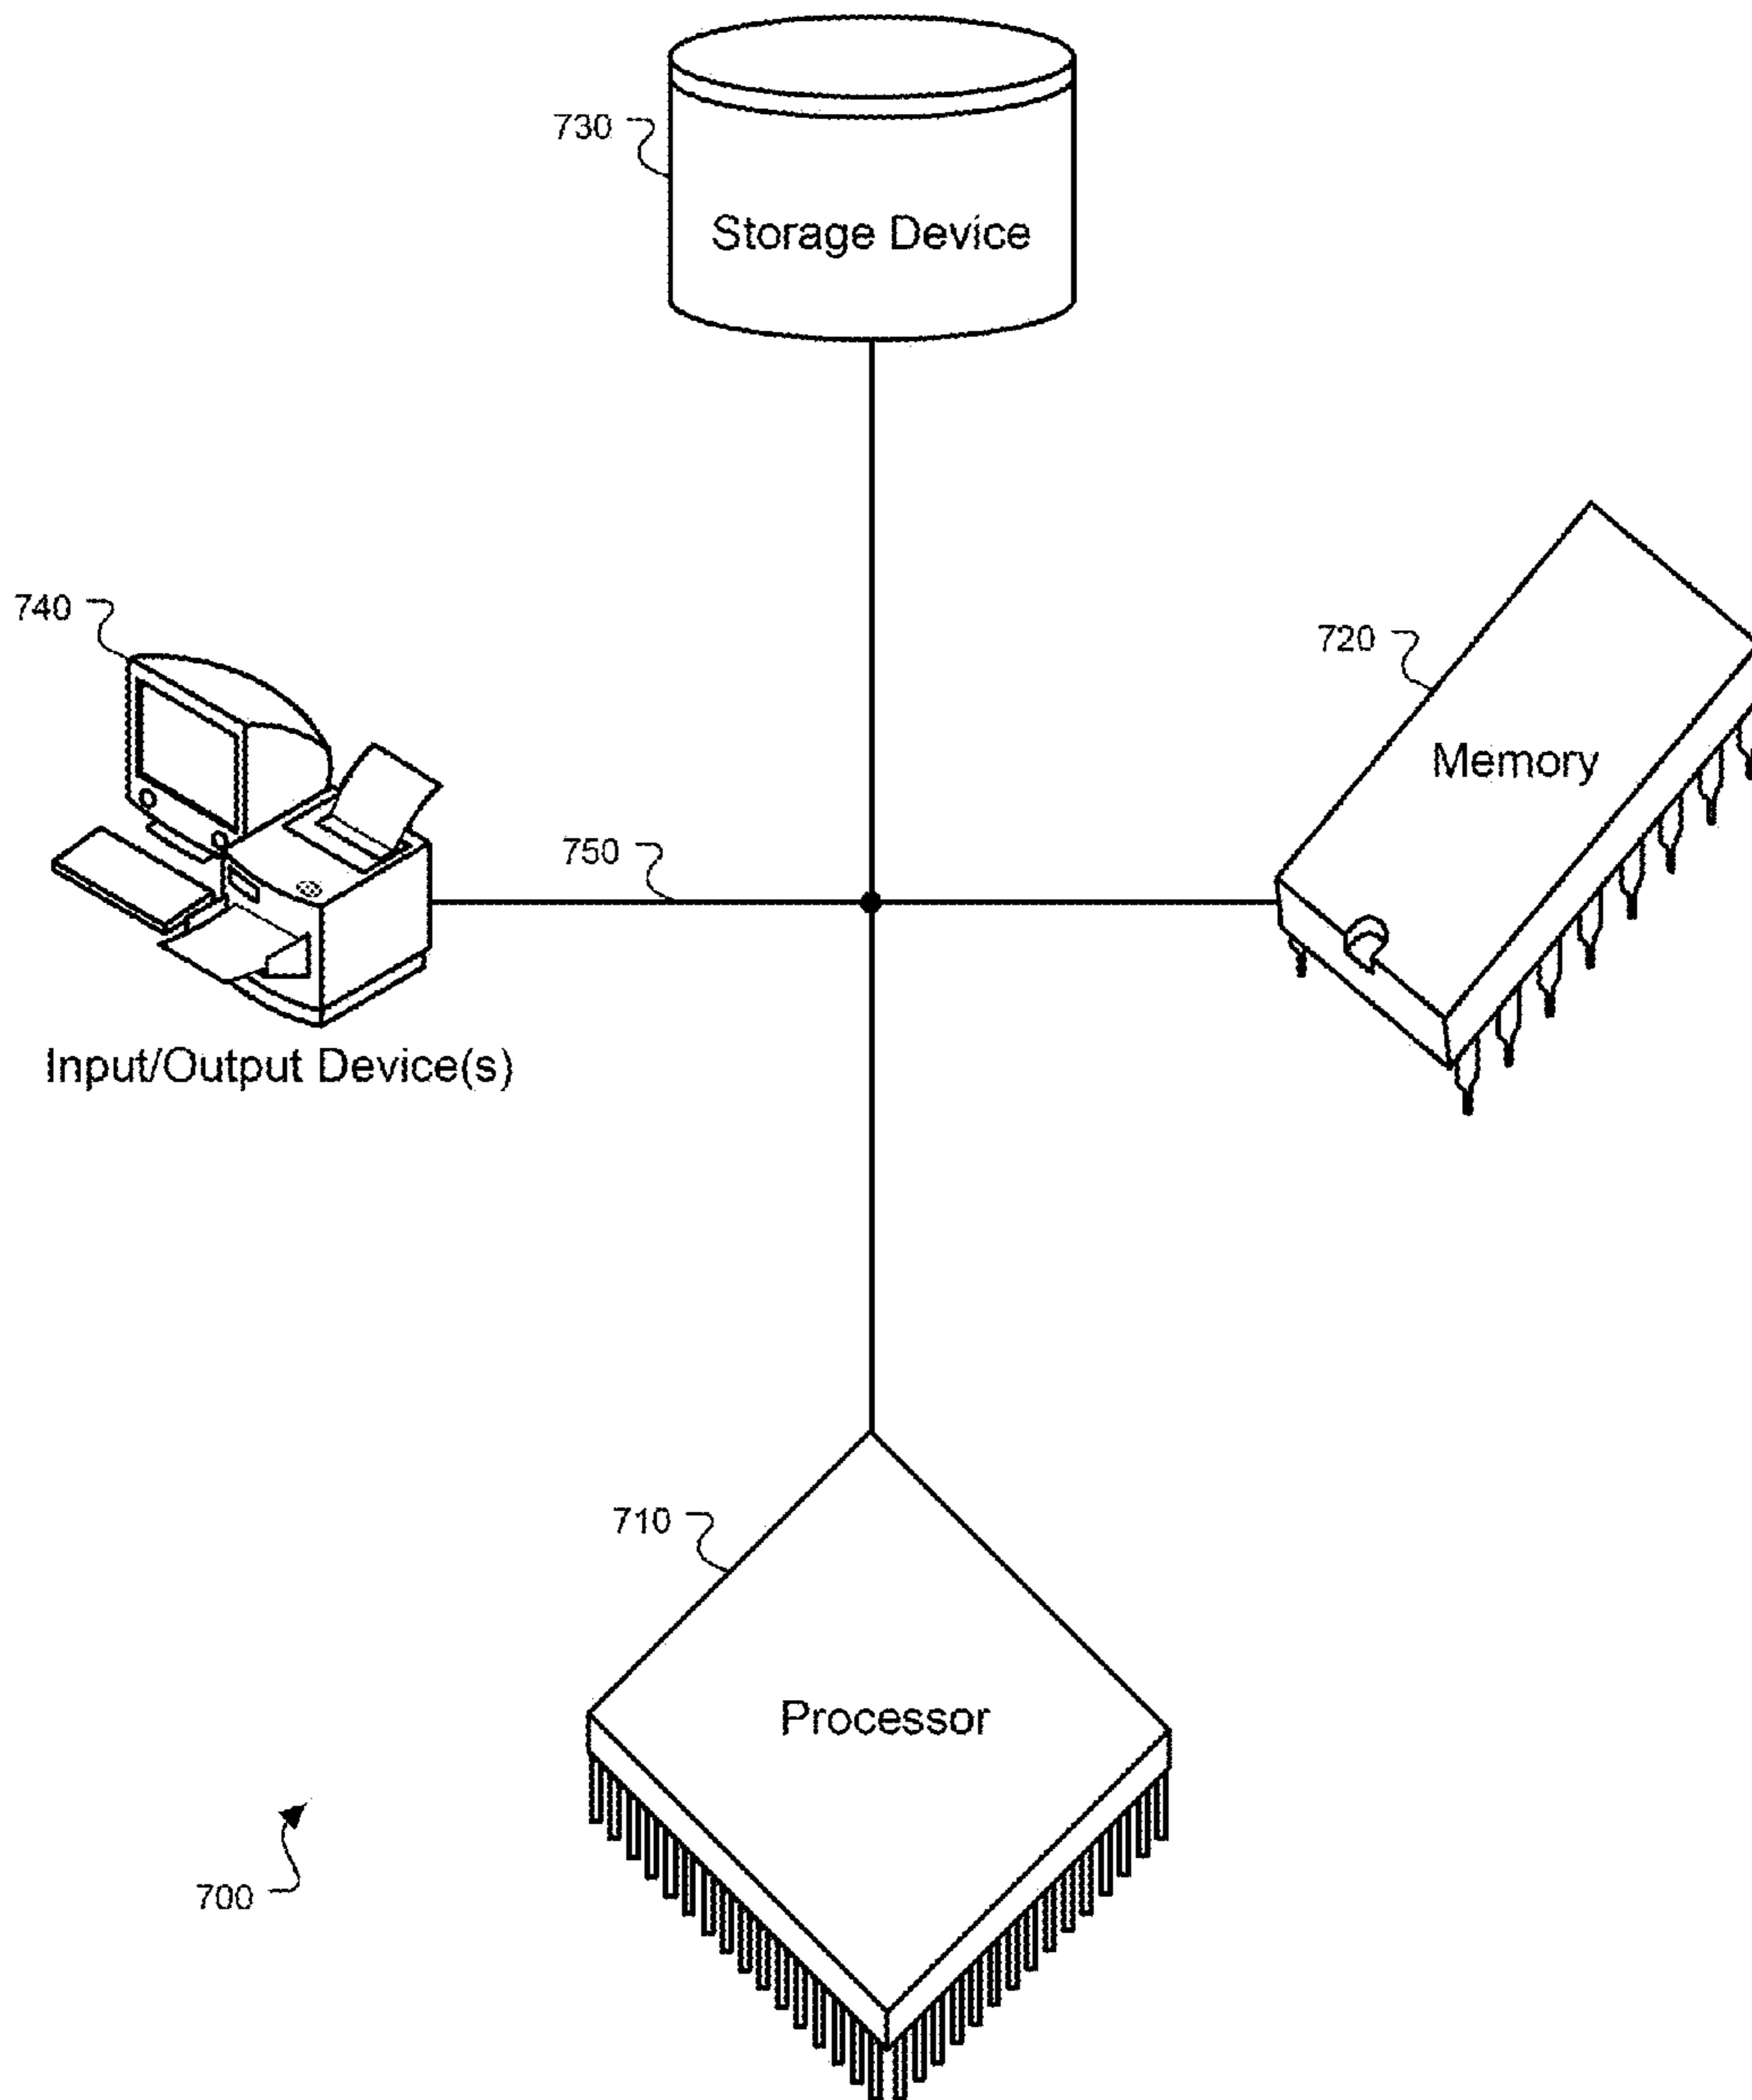 730
Storage Device
740
720
Memory
750
Input/Output Device(s)
710
Processor
700